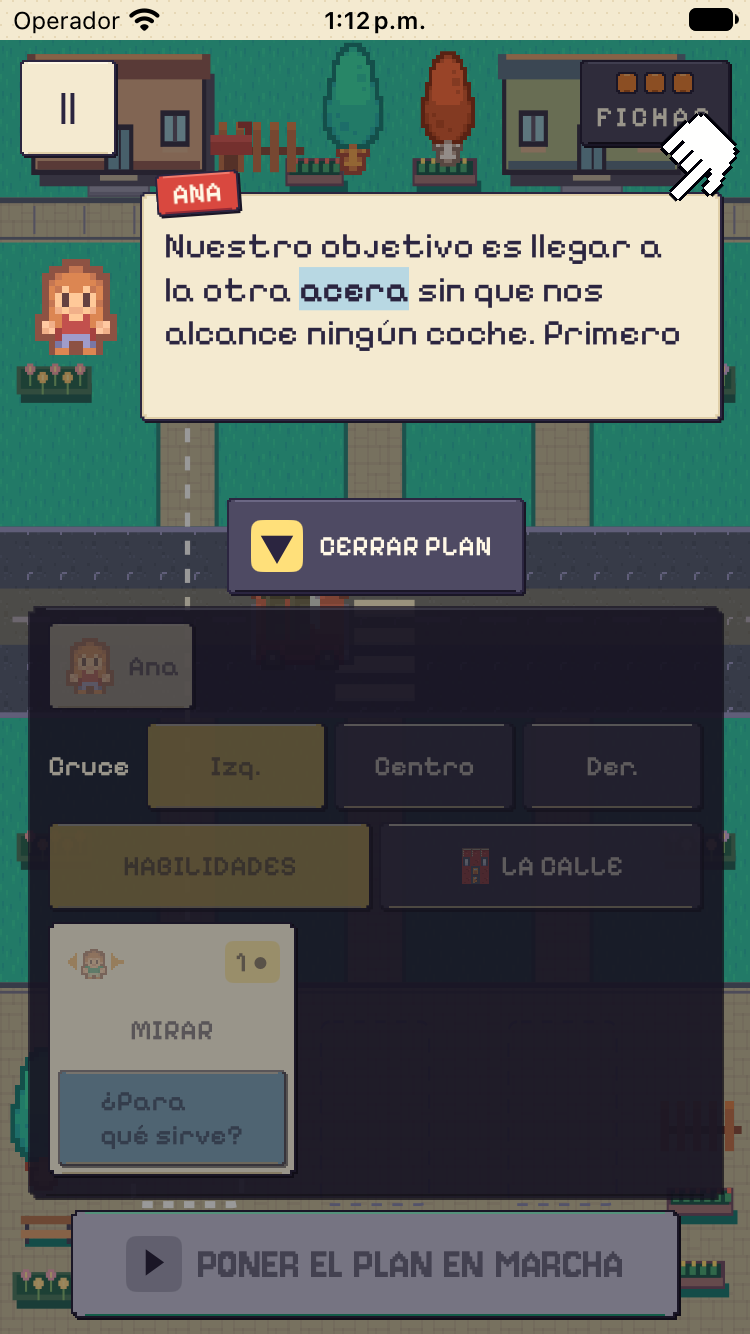 Operador
1:12 p.m.
FICHAS
ANA
Nuestro objetivo es llegar a
la otra acera sin que nos
alcance ningún coche. Primero
CERRAR PLAN
Ana
Cruce
Izq.
Centro
Der.
HABILIDADES
LA CALLE
1
MIRAR
¿Para
qué sirve?
PONER EL PLAN EN MARCHA